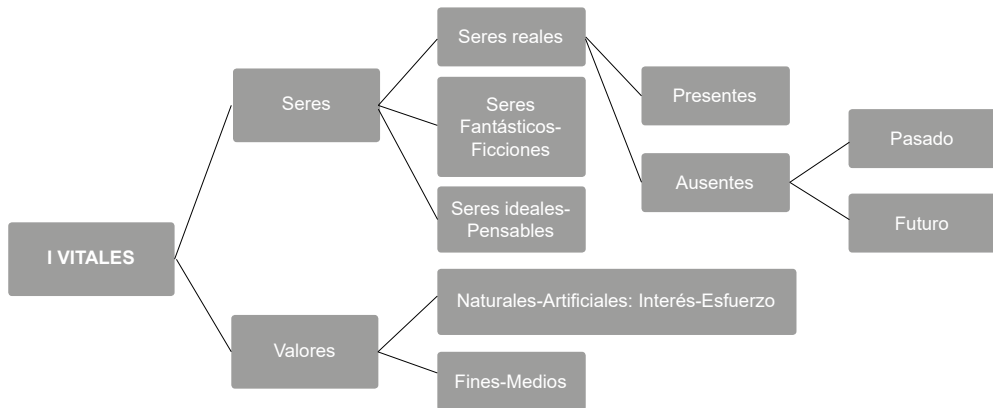 Seres reales
Seres
Presentes
Seres
Fantásticos-
Ficciones
Pasado
Ausentes
Seres ideales-
Pensables
Futuro
I VITALES
Naturales-Artificiales: Interés-Esfuerzo
Valores
Fines-Medios